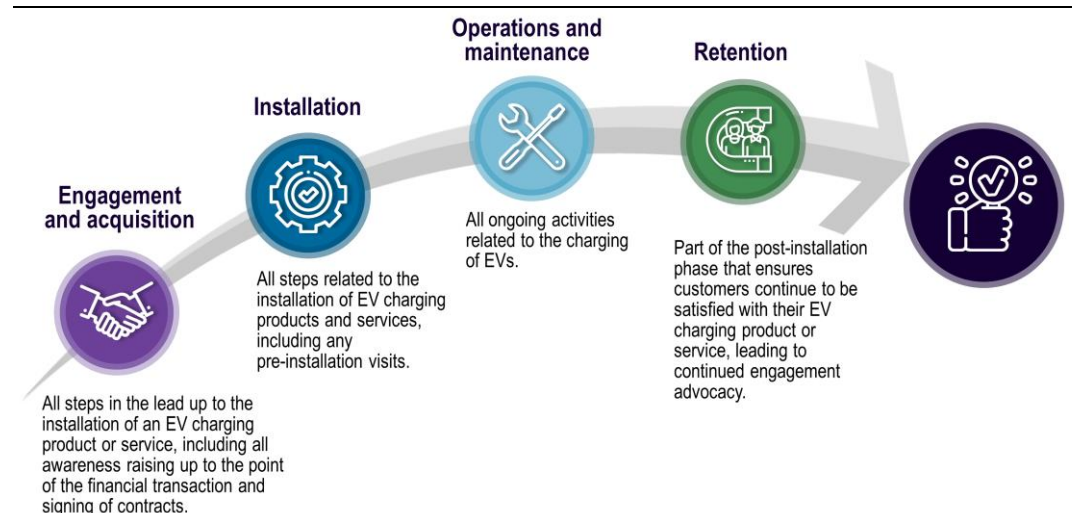 Engagement
and acquisition
All steps in the lead up to the
installation of an EV charging
product or service, including all
awareness raising up to the point
of the financial transaction and
signing of contracts.
Installation
All steps related to the
installation of EV charging
products and services,
including any
pre-installation visits.
Operations and
maintenance
All ongoing activities
related to the charging
of EVs.
Retention
Part of the post-installation
phase that ensures
customers continue to be
satisfied with their EV
charging product or
service, leading to
continued engagement
advocacy.